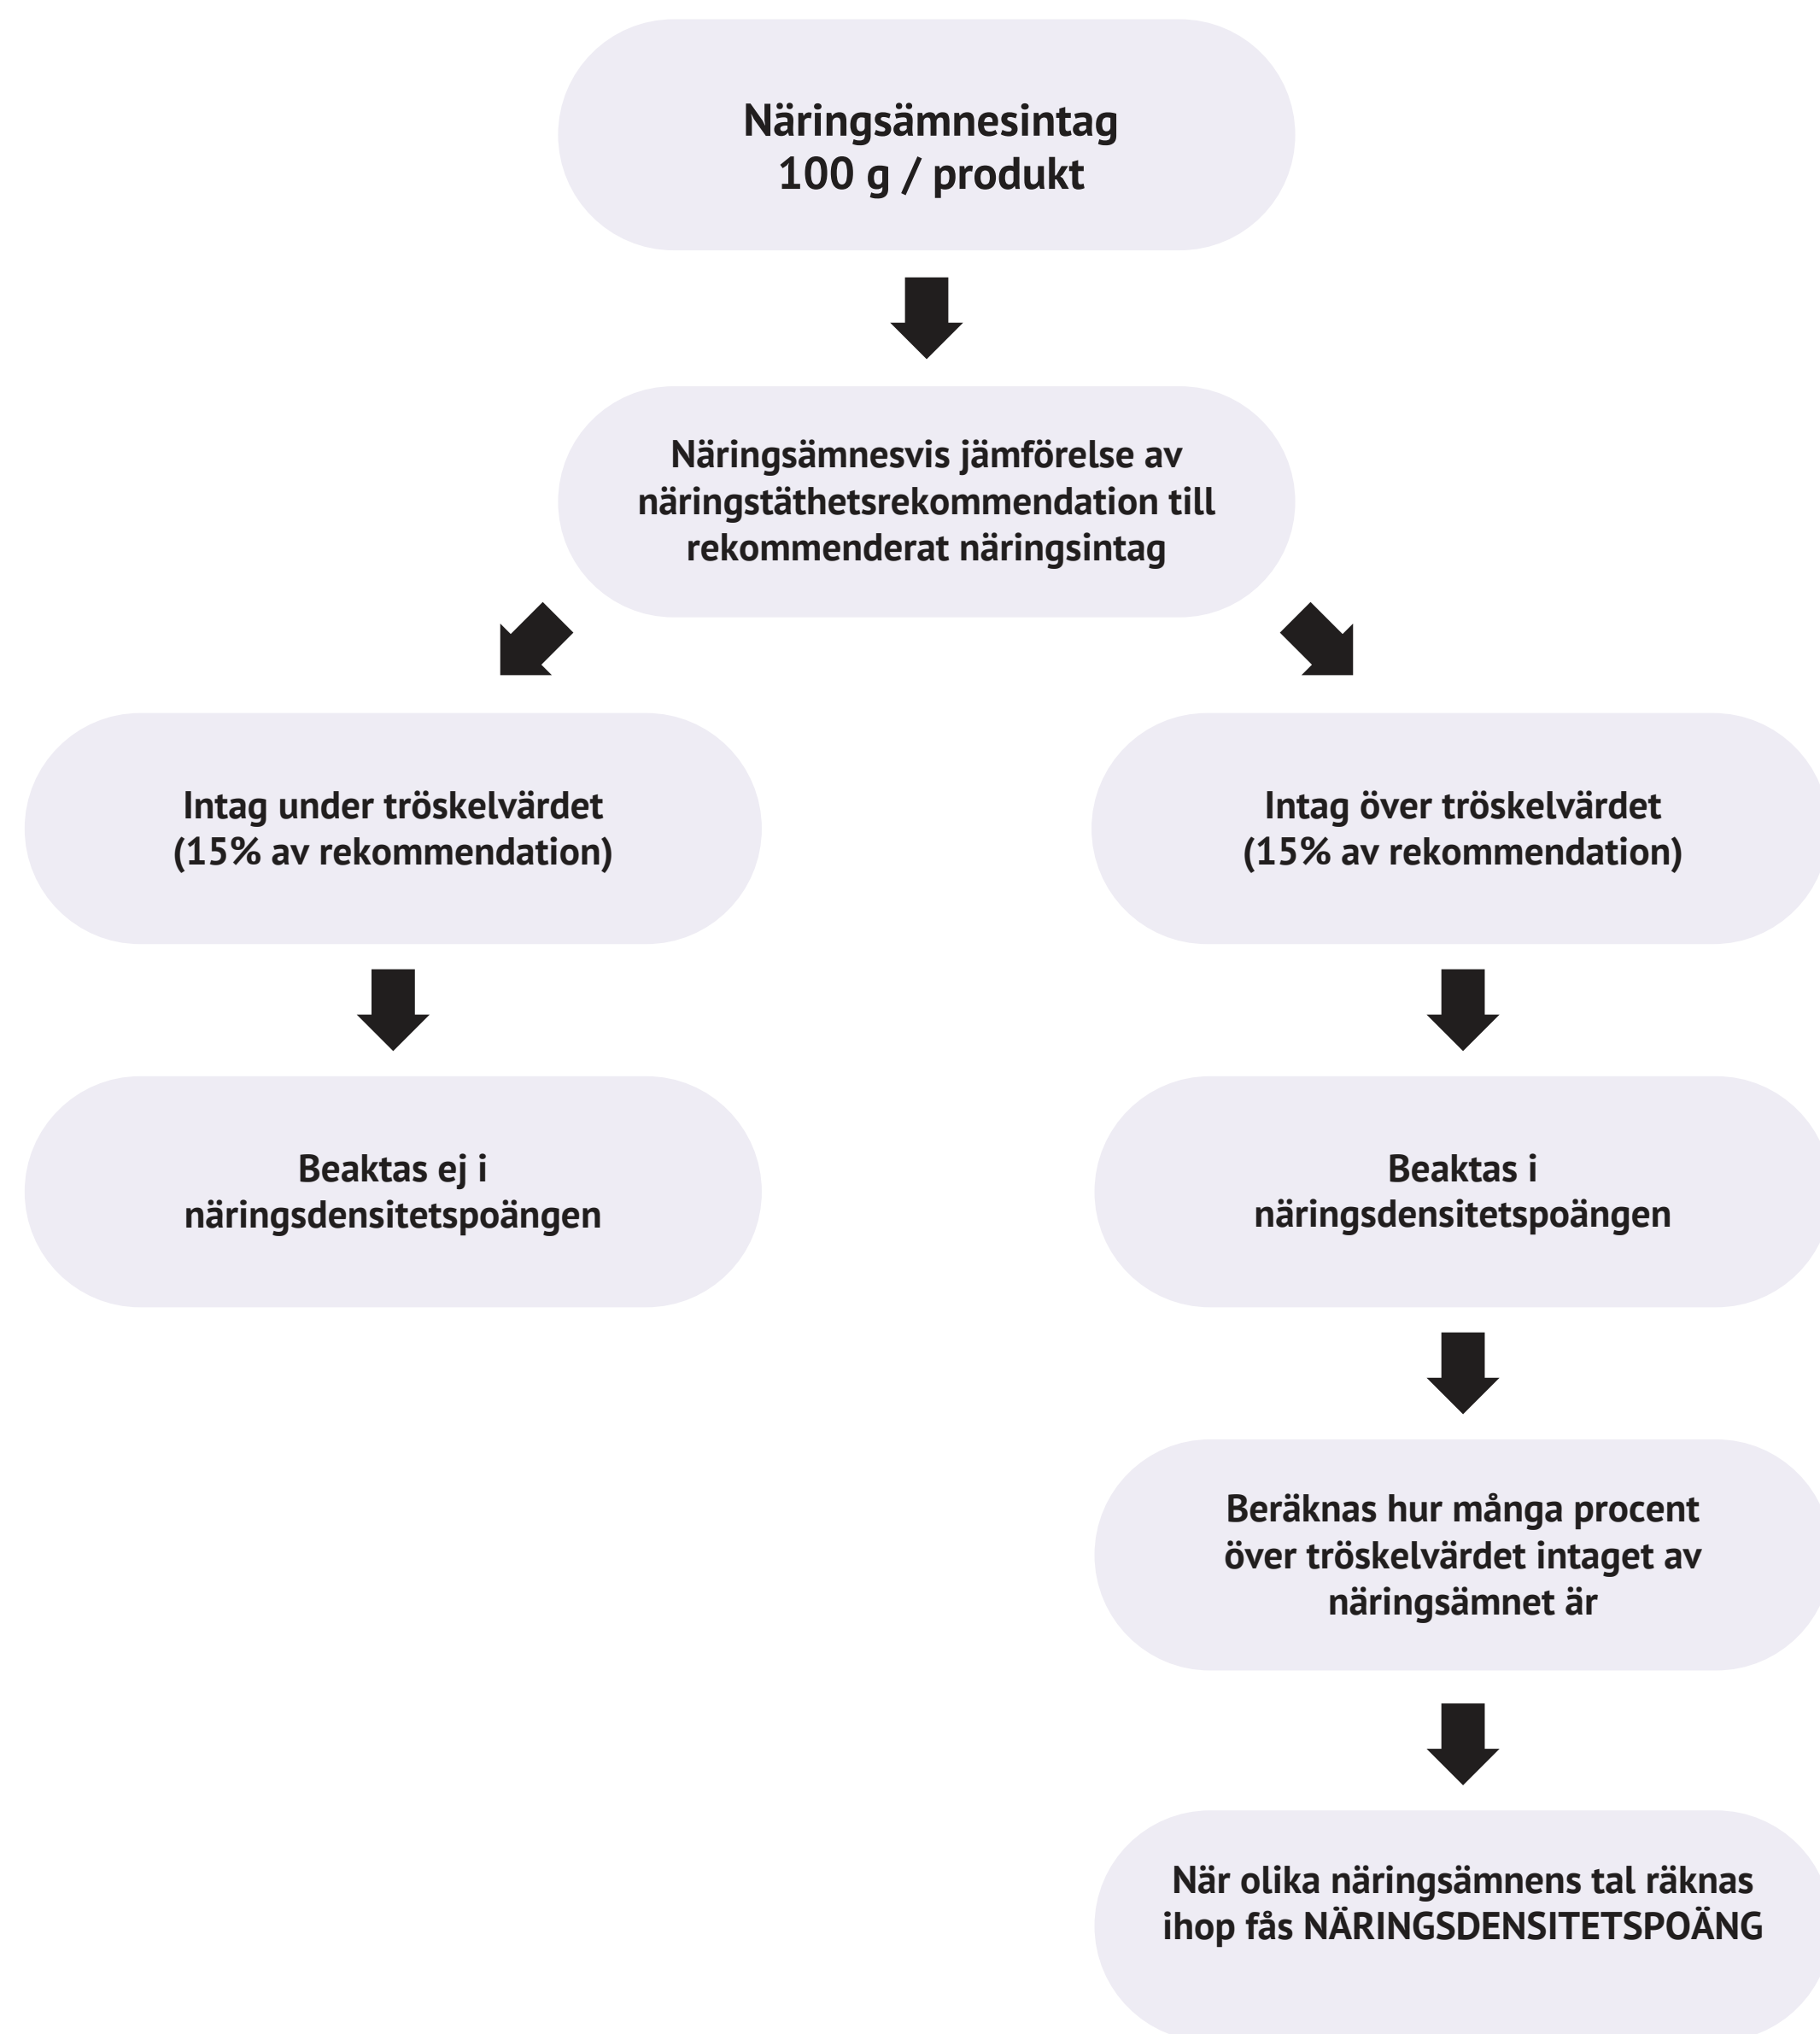 Näringsämnesintag
100 g / produkt
Näringsämnesvis jämförelse av
näringstäthetsrekommendation till
rekommenderat näringsintag
Intag under tröskelvärdet
(15% av rekommendation)
Intag över tröskelvärdet
(15% av rekommendation)
Beaktas ej i
näringsdensitetspoängen
Beaktas i
näringsdensitetspoängen
Beräknas hur många procent
över tröskelvärdet intaget av
näringsämnet är
När olika näringsämnens tal räknas
ihop fås NÄRINGSDENSITETSPOÄNG